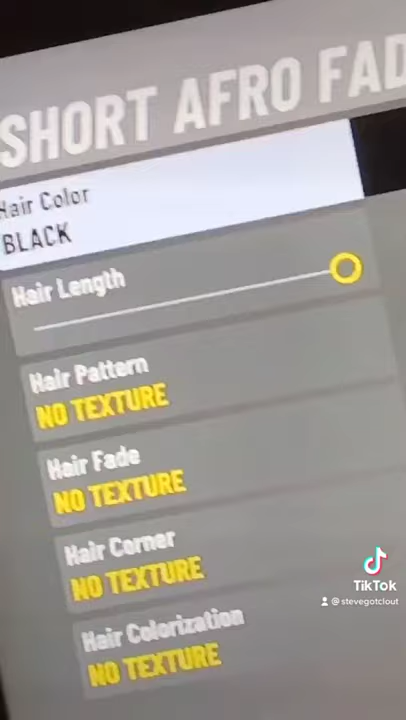 SHORT AFRO FAD
Hair Color
BLACK
Hair Length
Hair Pattern
NO TEXTURE
Hair Fade
NO TEXTURE
Hair Corner
NO TEXTURE
Hair Colorization
NO TEXTURE
TikTok
@stevegotclout